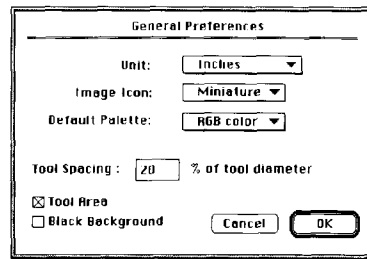 General Preferences
Unit: Inches
Image Icon: Miniature
Default Palette: RGB color
Tool Spacing : 20 % of tool diameter
Tool Area
Black Background
Cancel OK